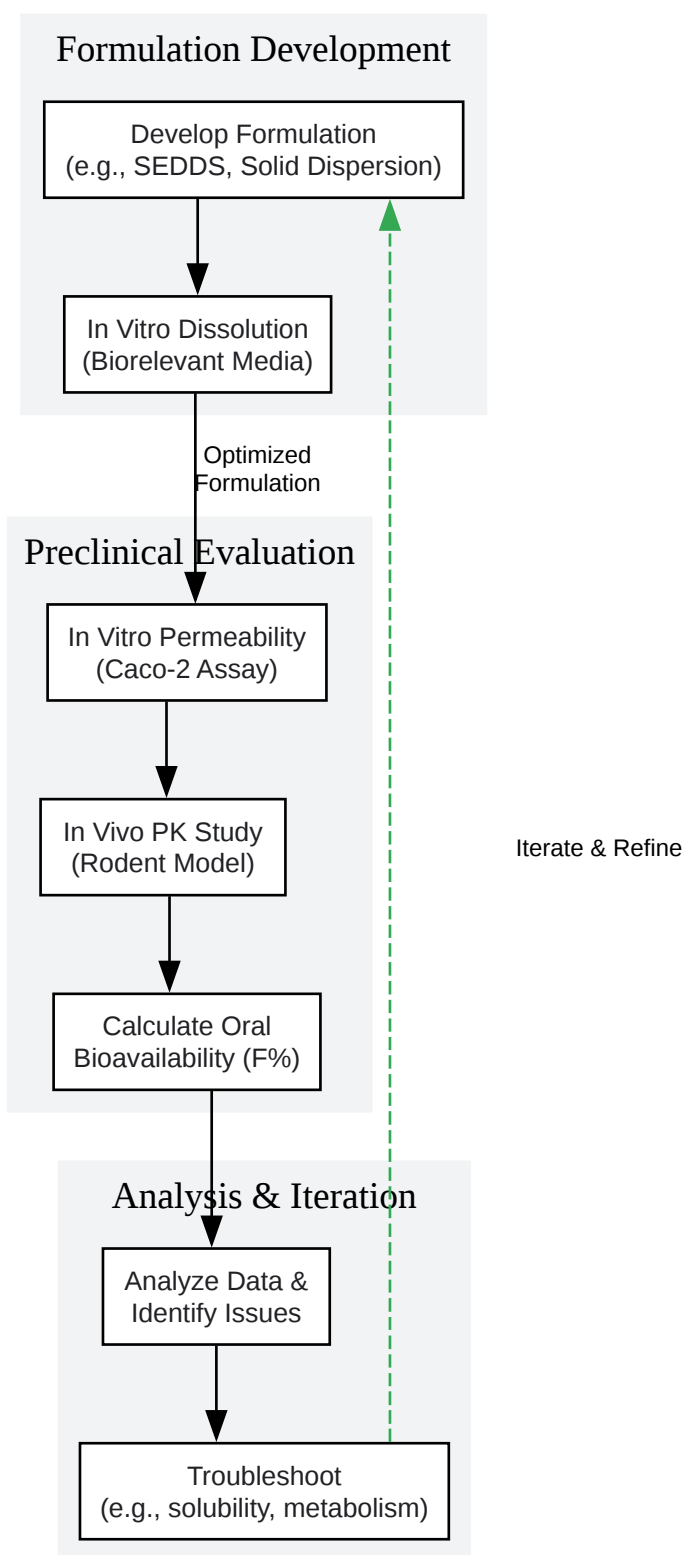 Formulation Development
Develop Formulation
(e.g., SEDDS, Solid Dispersion)
In Vitro Dissolution
(Biorelevant Media)
Optimized
Formulation
Preclinical Evaluation
In Vitro Permeability
(Caco-2 Assay)
In Vivo PK Study
(Rodent Model)
Iterate & Refine
Calculate Oral
Bioavailability (F%)
Analysis & Iteration
Analyze Data &
Identify Issues
Troubleshoot
(e.g., solubility, metabolism)